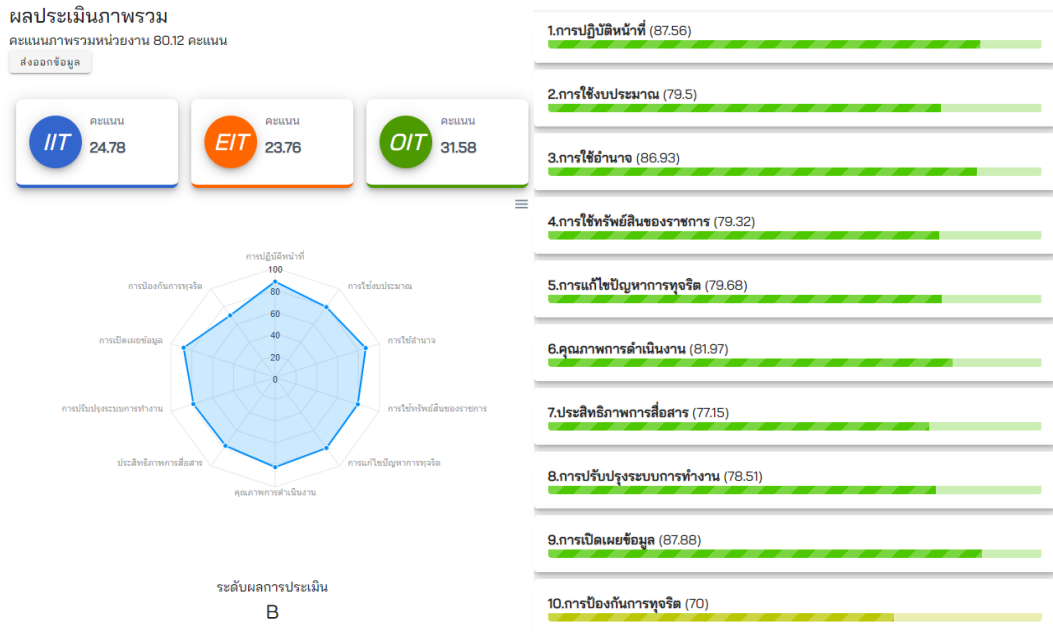 ผลประเมินภาพรวม
คะแนนภาพรวมหน่วยงาน 80.12 คะแนน
ส่งออกข้อมูล
IIT
คะแนน
24.78
EIT
คะแนน
23.76
OIT
คะแนน
31.58
การปฏิบัติหน้าที่
100
80
60
40
20
0
การใช้งบประมาณ
การใช้อำนาจ
การใช้ทรัพย์สินของราชการ
การแก้ไขปัญหาการทุจริต
คุณภาพการดำเนินงาน
ประสิทธิภาพการสื่อสาร
การปรับปรุงระบบการทำงาน
การเปิดเผยข้อมูล
การป้องกันการทุจริต
ระดับผลการประเมิน
B
1.การปฏิบัติหน้าที่ (87.56)
2.การใช้งบประมาณ (79.5)
3.การใช้อำนาจ (86.93)
4.การใช้ทรัพย์สินของราชการ (79.32)
5.การแก้ไขปัญหาการทุจริต (79.68)
6.คุณภาพการดำเนินงาน (81.97)
7.ประสิทธิภาพการสื่อสาร (77.15)
8.การปรับปรุงระบบการทำงาน (78.51)
9.การเปิดเผยข้อมูล (87.88)
10.การป้องกันการทุจริต (70)